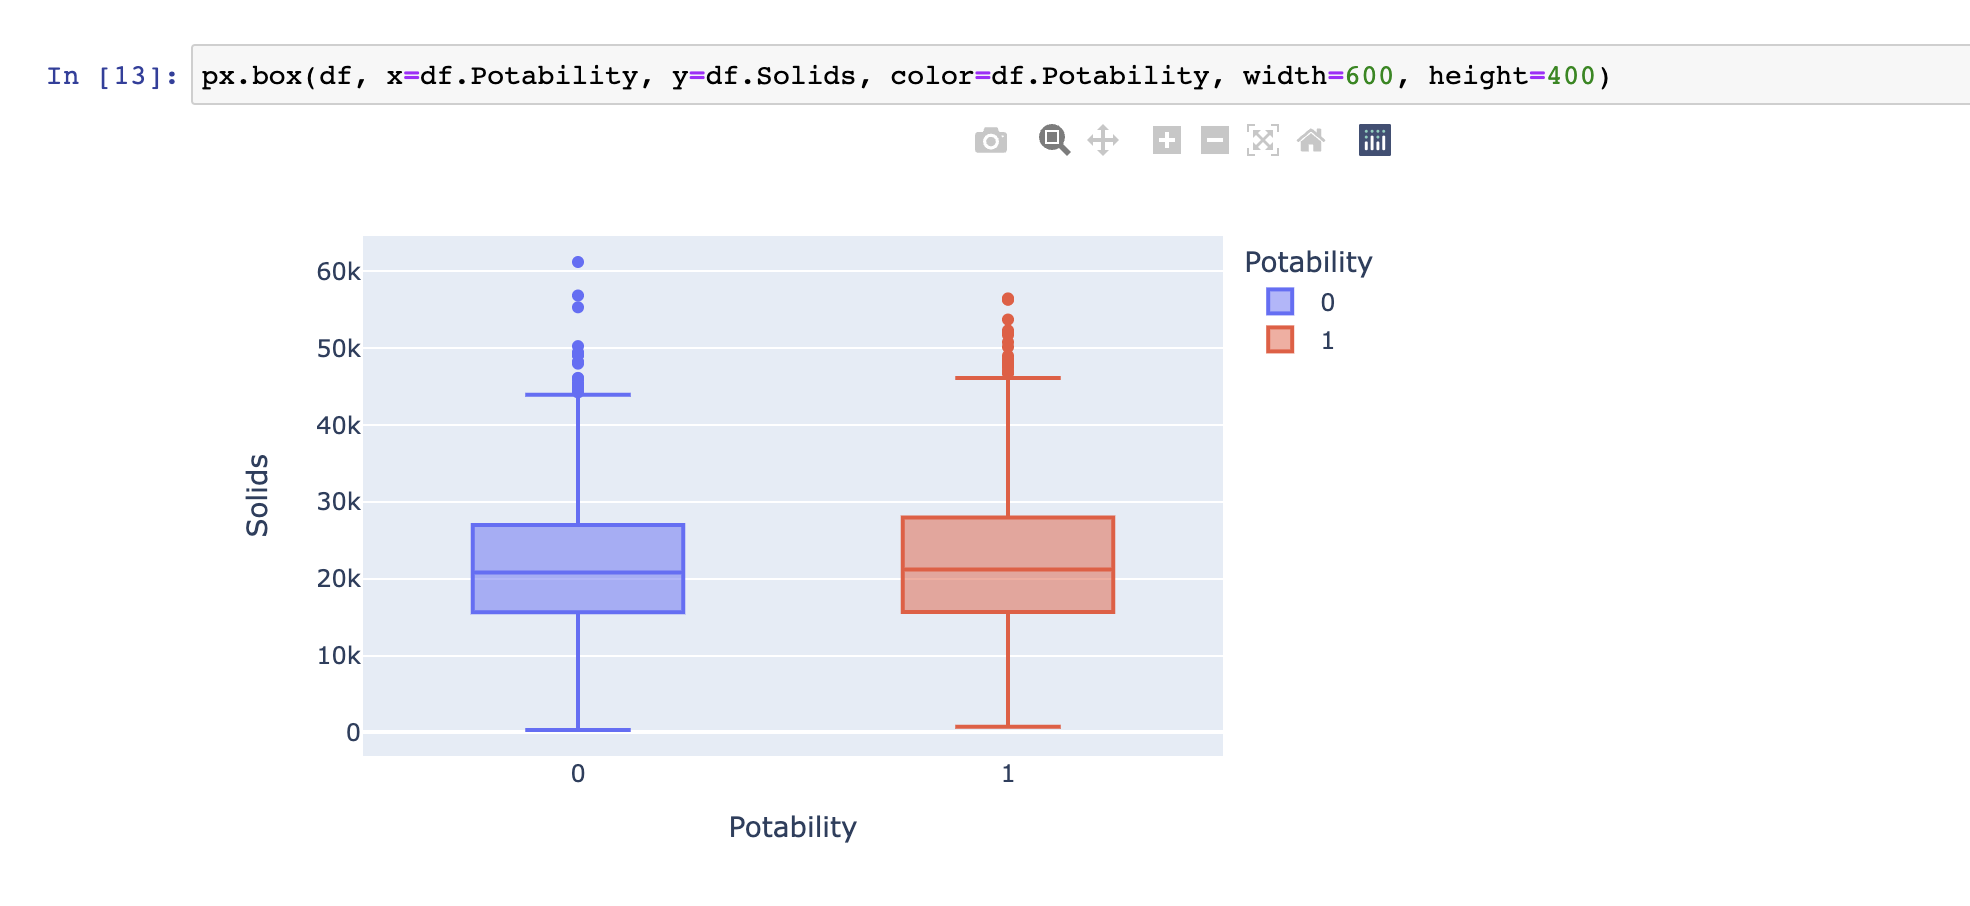 In [13]: px.box(df, x=df.Potability, y=df.Solids, color=df.Potability, width=600, height=400)
60k
50k
40k
30k
20k
10k
0
Solids
0 1
Potability
Potability
0
1